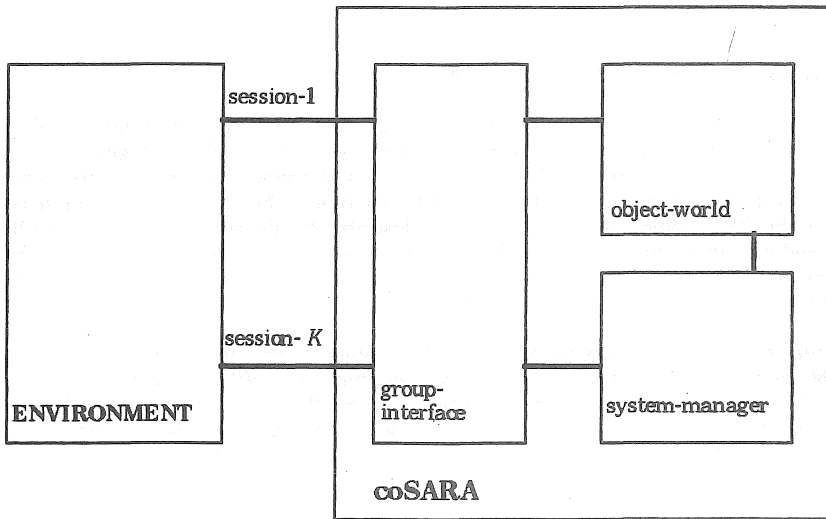 session-1
object-world
session- K
ENVIRONMENT
group-
interface
system-manager
coSARA